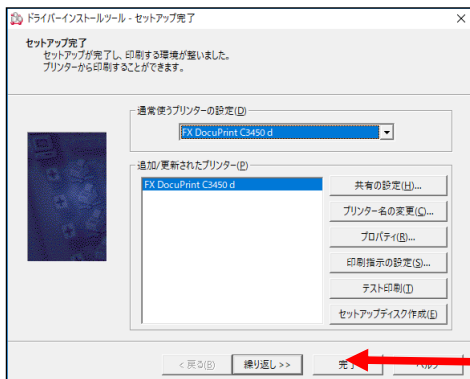 ドライバーインストールツール - セットアップ完了
セットアップ完了
セットアップが完了し、印刷する環境が整いました。
プリンターから印刷することができます。
通常使うプリンターの設定(D)
FX DocuPrint C3450 d
追加/更新されたプリンター(P)
FX DocuPrint C3450 d
共有の設定(H)...
プリンター名の変更(C)...
プロパティ(R)...
印刷指示の設定(S)...
テスト印刷(T)
セットアップディスク作成(E)
< 戻る(B)
繰り返し >>
完了